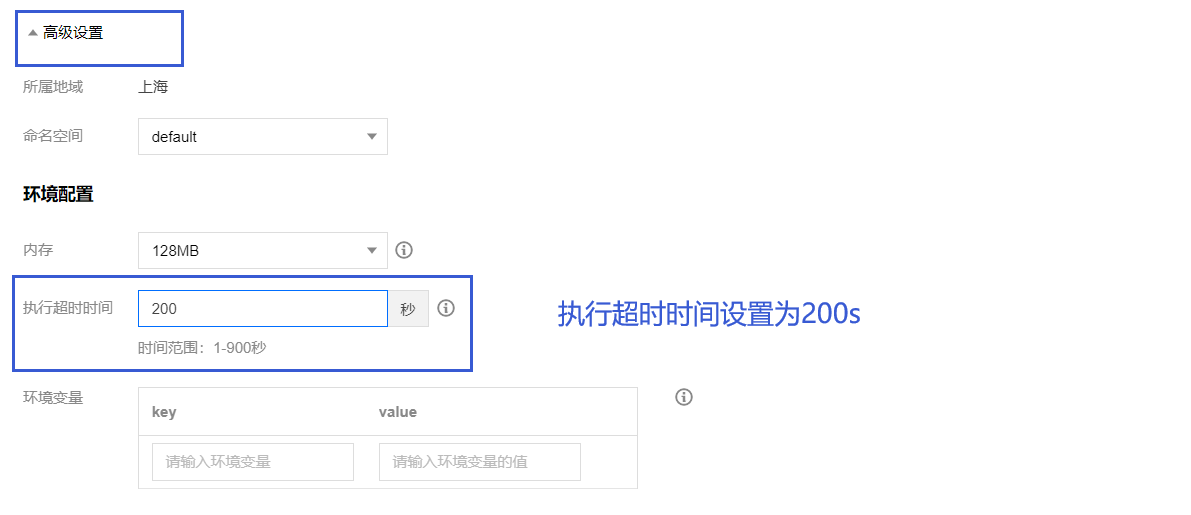 高级设置
所属地域 上海
命名空间 default
环境配置
内存 128MB
执行超时时间 200 秒
执行超时时间设置为200s
时间范围：1-900秒
环境变量
key value
请输入环境变量 请输入环境变量的值